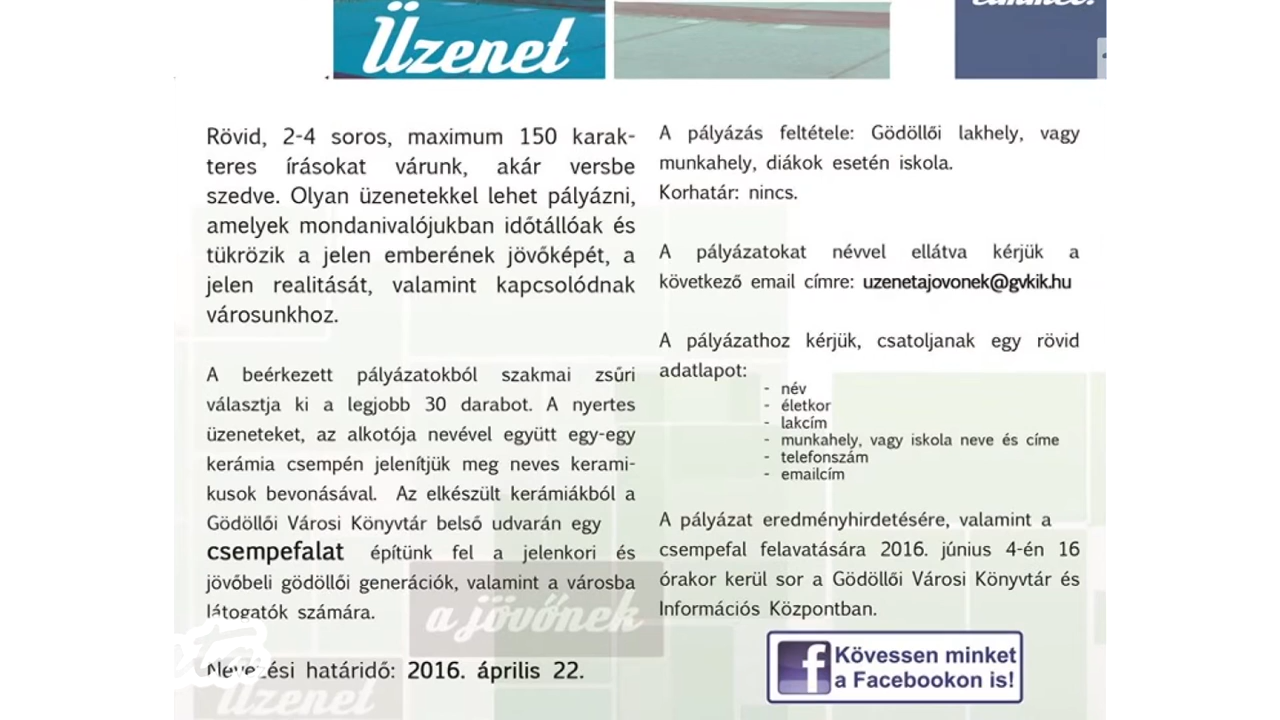 Üzenet
Rövid, 2-4 soros, maximum 150 karak-
teres írásokat várunk, akár versbe
szedve. Olyan üzenetekkel lehet pályázni,
amelyek mondanivalójukban időtállóak és
tükrözik a jelen emberének jövőképét, a
jelen realitását, valamint kapcsolódnak
városunkhoz.
A beérkezett pályázatokból szakmai zsűri
választja ki a legjobb 30 darabot. A nyertes
üzeneteket, az alkotója nevével együtt egy-egy
kerámia csempén jelenítjük meg neves kerami-
kusok bevonásával. Az elkészült kerámiákból a
Gödöllői Városi Könyvtár belső udvarán egy
csempefalat építünk fel a jelenkori és
jövőbeli gödöllői generációk, valamint a városba
látogatók számára.
a jövőnek
Nevezési határidő: 2016. április 22.
Üzenet
A pályázás feltétele: Gödöllői lakhely, vagy
munkahely, diákok esetén iskola.
Korhatár: nincs.
A pályázatokat névvel ellátva kérjük a
következő email címre: uzenetajovonek@gvkik.hu
A pályázathoz kérjük, csatoljanak egy rövid
adatlapot:
- név
- életkor
- lakcím
- munkahely, vagy iskola neve és címe
- telefonszám
- emailcím
A pályázat eredményhirdetésére, valamint a
csempefal felavatására 2016. június 4-én 16
órakor kerül sor a Gödöllői Városi Könyvtár és
Információs Központban.
f Kövessen minket
a Facebookon is!